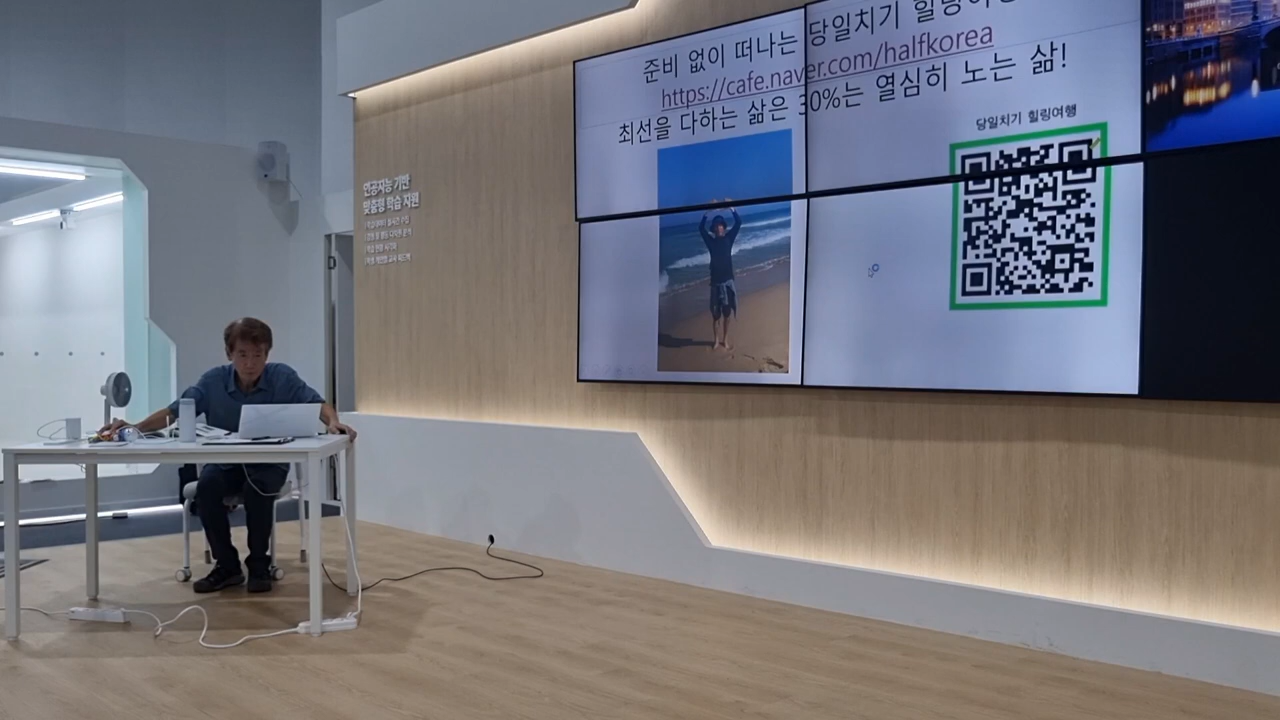 인공지능 기반
맞춤형 학습 지원
준비 없이 떠나는 당일치기 힐링여행
https://cafe.naver.com/halfkorea
최선을 다하는 삶은 30%는 열심히 노는 삶!
당일치기 힐링여행